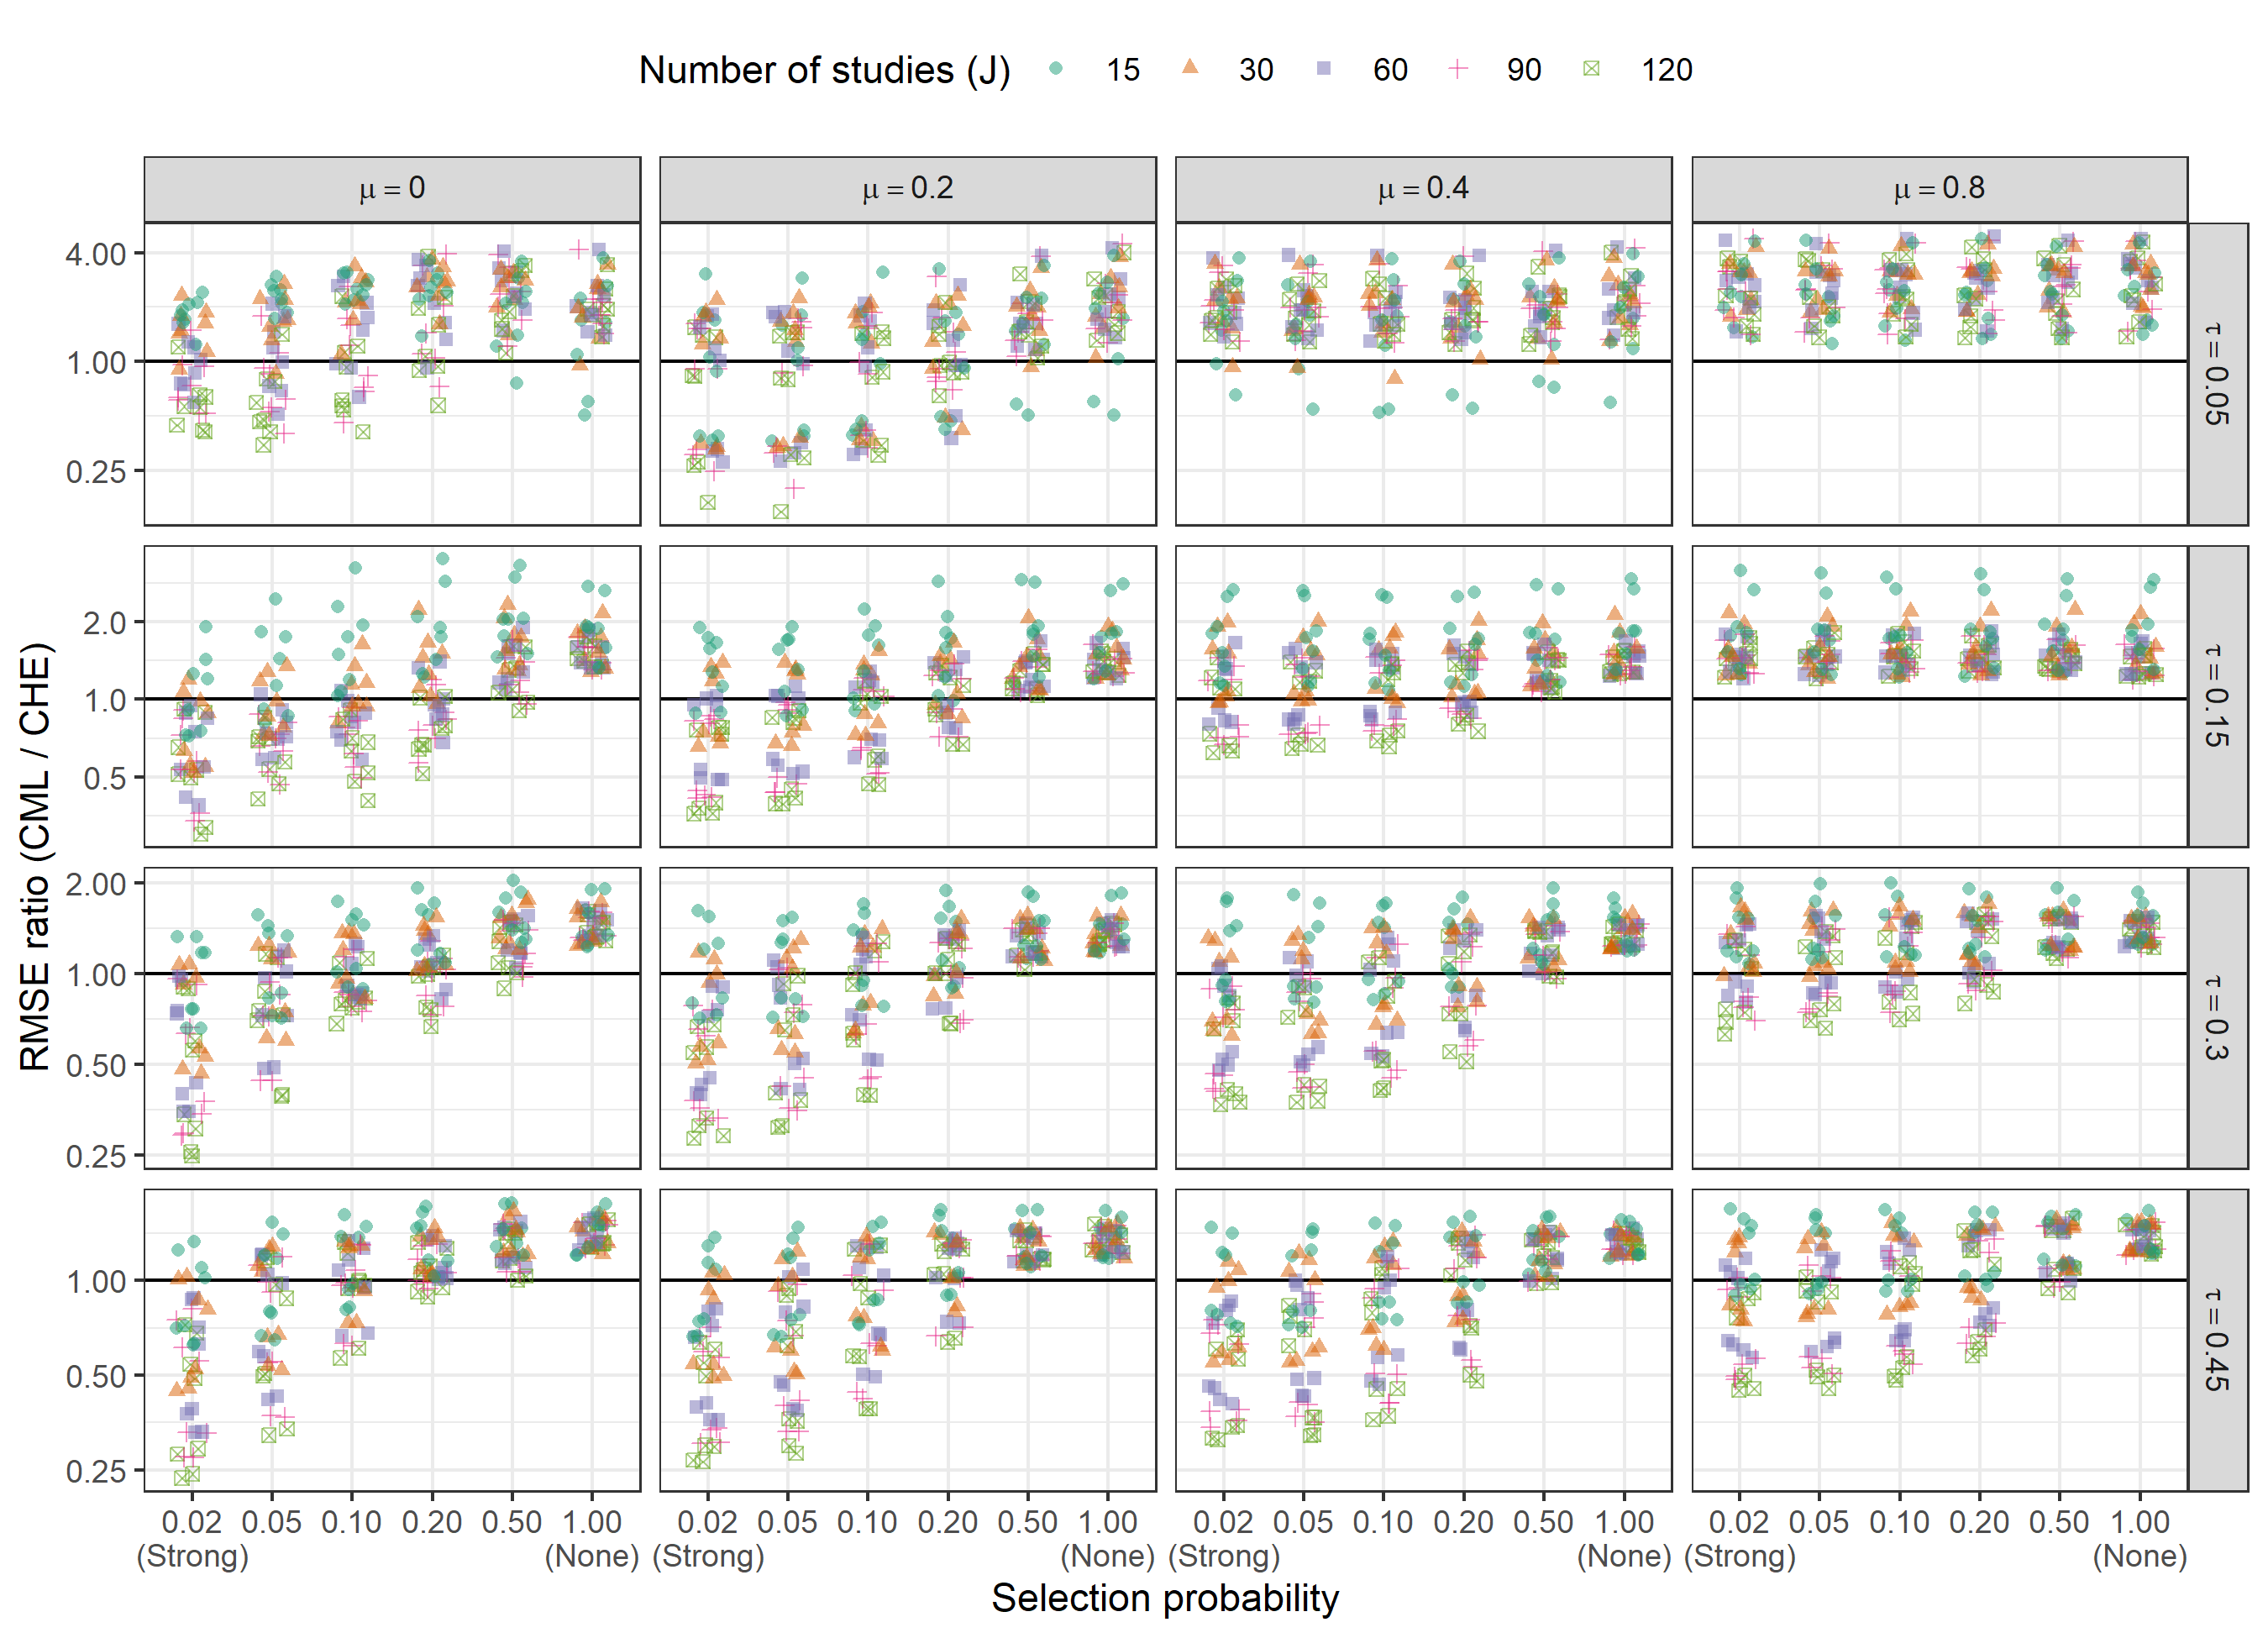 Number of studies (J) 15 30 60 90 120
μ = 0 μ = 0.2 μ = 0.4 μ = 0.8
RMSE ratio (CML / CHE)
4.00
1.00
0.25
τ = 0.05
2.0
1.0
0.5
τ = 0.15
2.00
1.00
0.50
0.25
τ = 0.3
1.00
0.50
0.25
τ = 0.45
0.02 0.05 0.10 0.20 0.50 1.00 0.02 0.05 0.10 0.20 0.50 1.00 0.02 0.05 0.10 0.20 0.50 1.00 0.02 0.05 0.10 0.20 0.50 1.00
(Strong) (None) (Strong) (None) (Strong) (None) (Strong) (None)
Selection probability